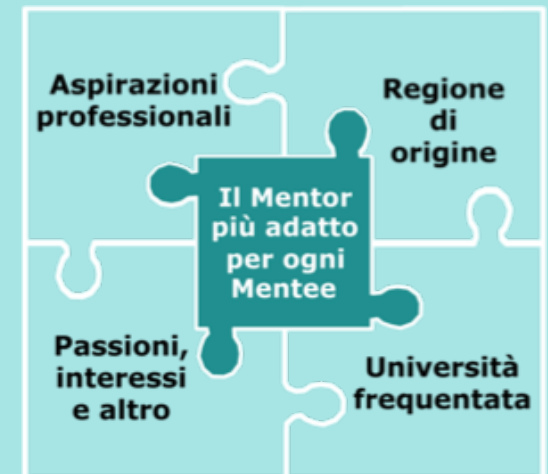 Aspirazioni
professionali
Regione
di
origine
Il Mentor
più adatto
per ogni
Mentee
Passioni,
interessi
e altro
Università
frequentata